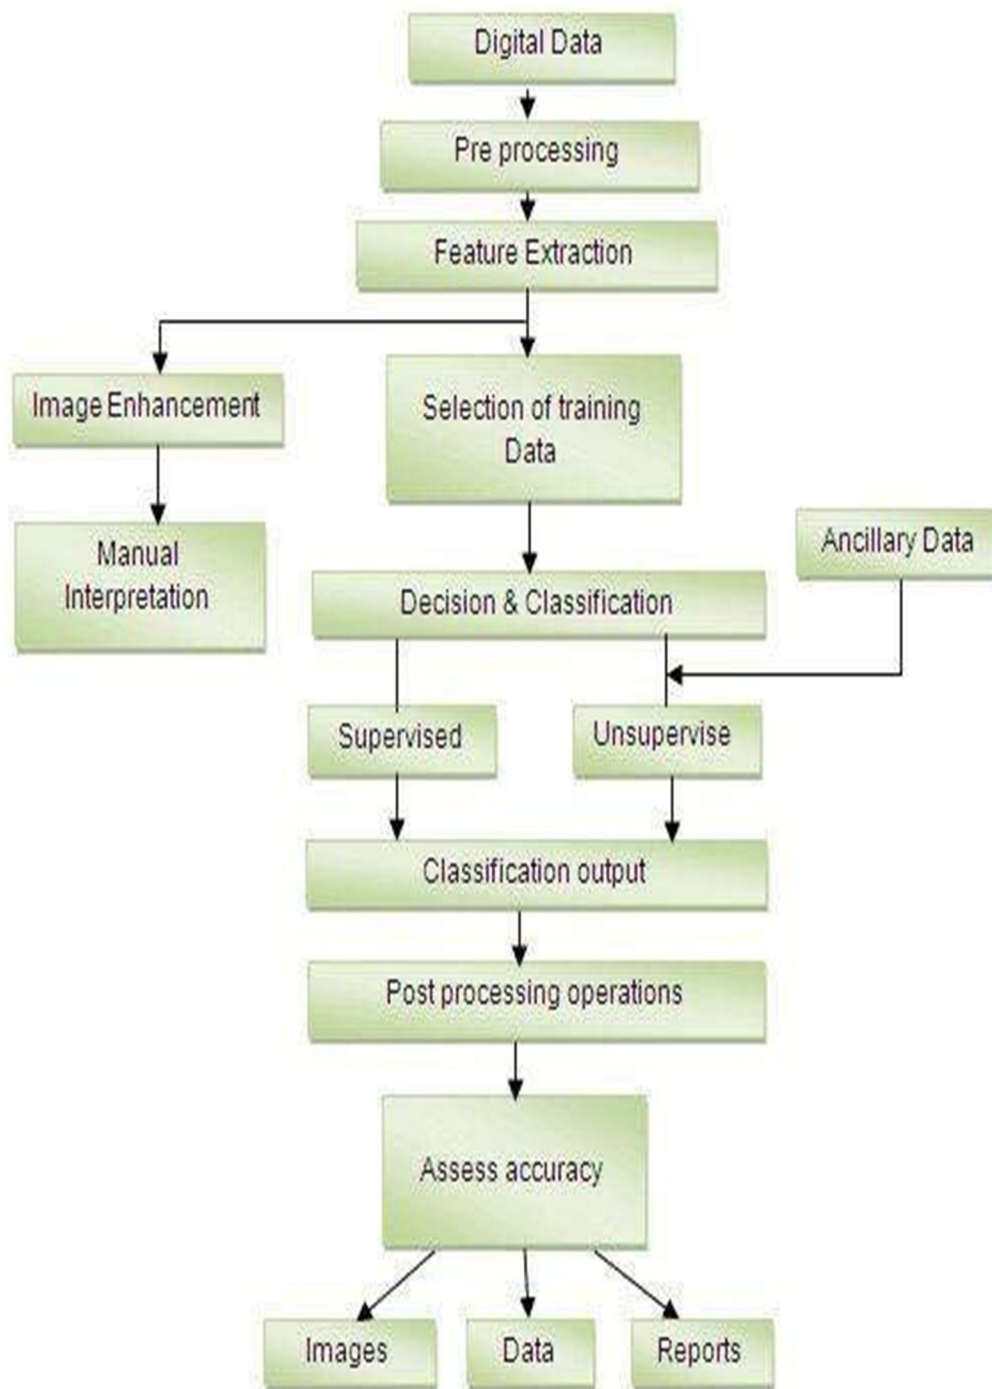 Digital Data
Pre processing
Feature Extraction
Image Enhancement
Selection of training
Data
Manual
Interpretation
Ancillary Data
Decision & Classification
Supervised
Unsupervise
Classification output
Post processing operations
Assess accuracy
Images
Data
Reports